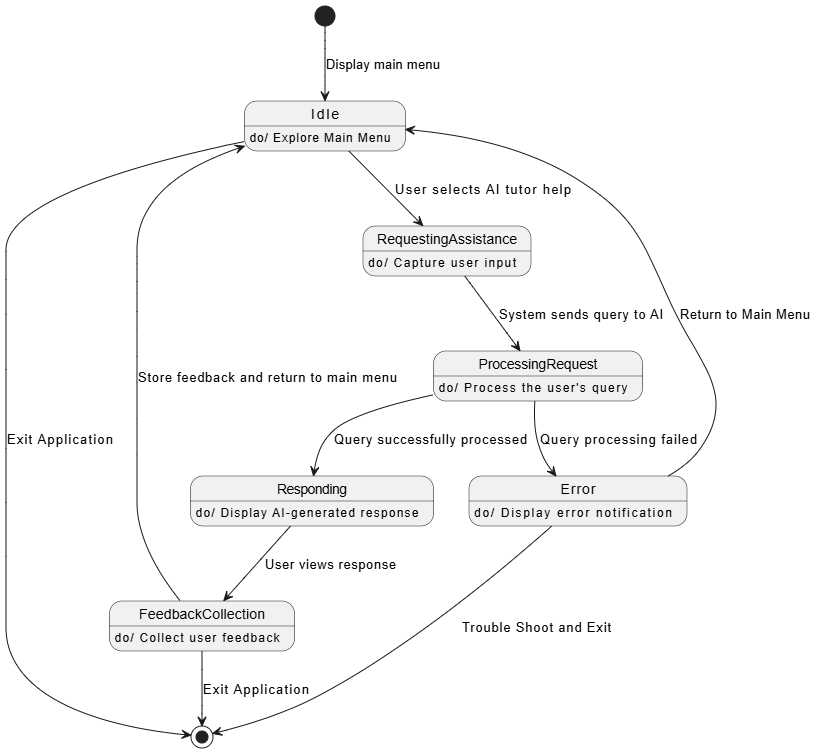 Display main menu
Idle
do/ Explore Main Menu
User selects AI tutor help
RequestingAssistance
do/ Capture user input
System sends query to AI
Return to Main Menu
ProcessingRequest
do/ Process the user's query
Store feedback and return to main menu
Exit Application
Query successfully processed
Query processing failed
Responding
do/ Display AI-generated response
Error
do/ Display error notification
User views response
FeedbackCollection
do/ Collect user feedback
Trouble Shoot and Exit
Exit Application